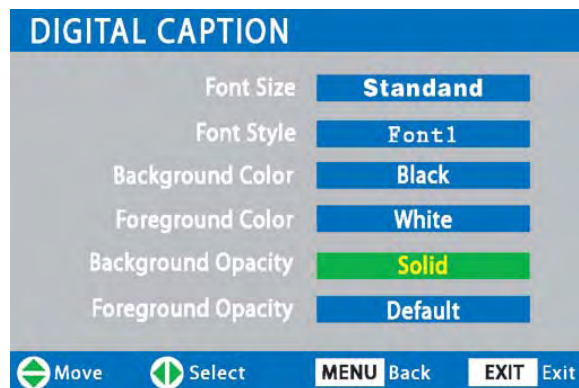 DIGITAL CAPTION
Font Size Standand
Font Style Font1
Background Color Black
Foreground Color White
Background Opacity Solid
Foreground Opacity Default
Move Select MENU Back EXIT Exit